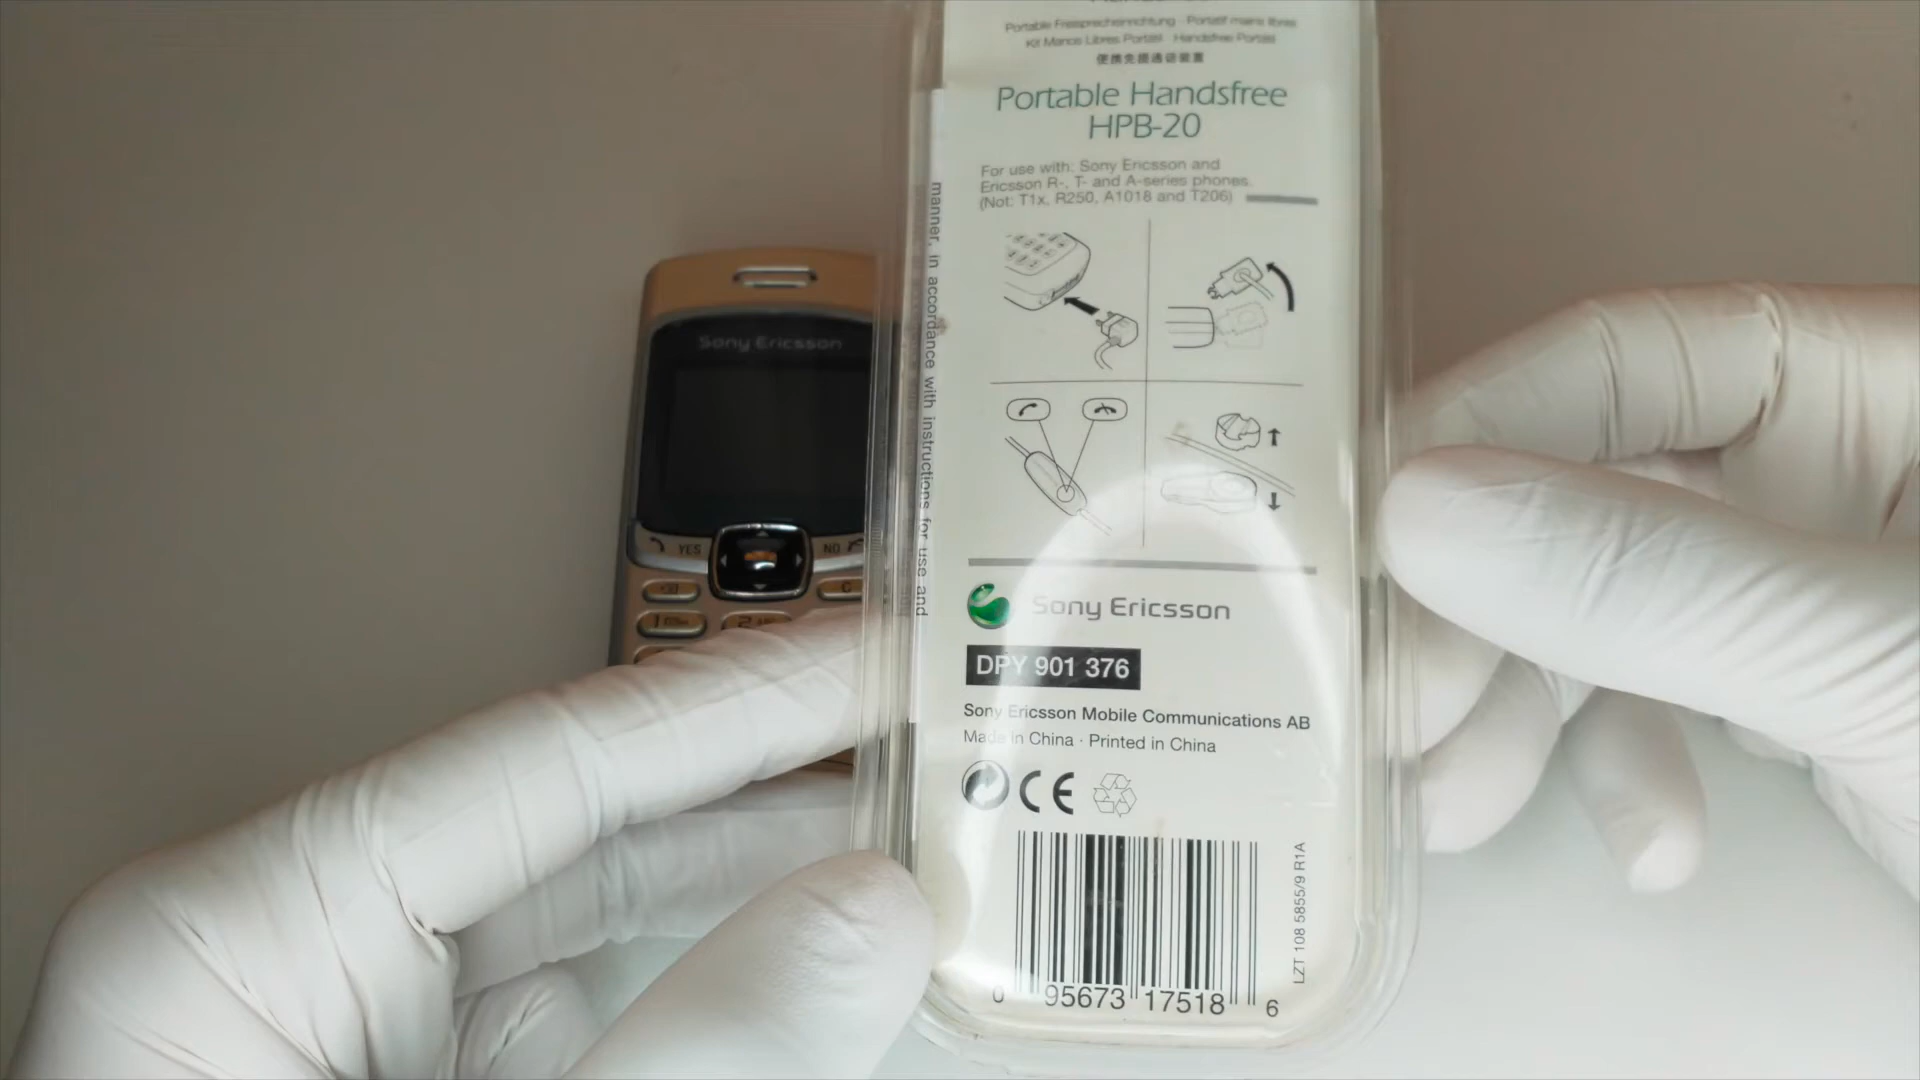 Portable Freisprecheinrichtung · Portatif mains libres
Kit Manos Libres Portátil · Handsfree Portátil
便携免提通话装置
Portable Handsfree
HPB-20
For use with: Sony Ericsson and
Ericsson R-, T- and A-series phones.
(Not: T1x, R250, A1018 and T206)
manner, in accordance with instructions for use and
Sony Ericsson
DPY 901 376
Sony Ericsson Mobile Communications AB
Made in China · Printed in China
CE
LZT 108 5855/9 R1A
0 95673 17518 6
Sony Ericsson
YES
NO
C
1
2